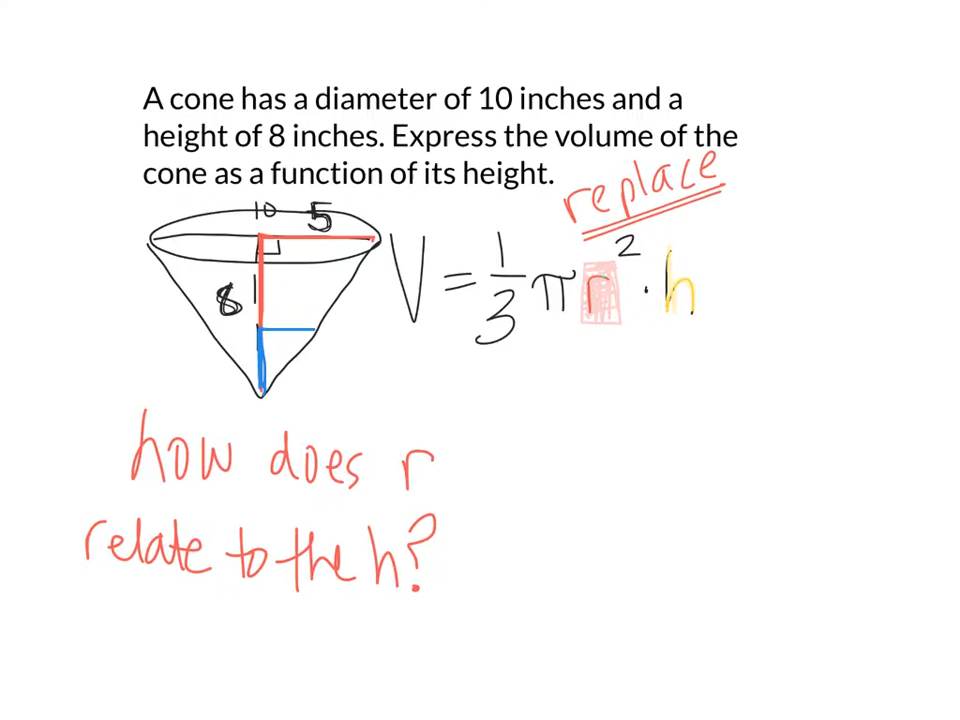 A cone has a diameter of 10 inches and a
height of 8 inches. Express the volume of the
cone as a function of its height.
replace
10 5
8
V = 1/3 π r² · h
how does r
relate to the h?